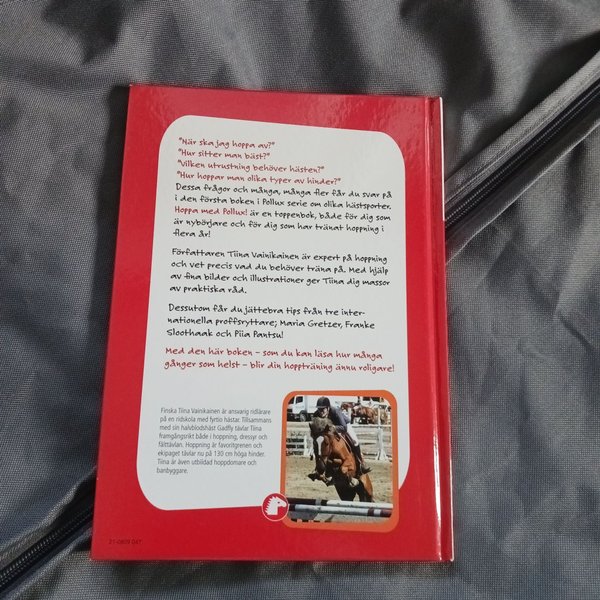 "När ska jag hoppa av?"
"Hur sitter man bäst?"
"Vilken utrustning behöver hästen?"
"Hur hoppar man olika typer av hinder?"
Dessa frågor och många, många fler får du svar på
i den första boken i Pollux serie om olika hästsporter.
Hoppa med Pollux! är en toppenbok, både för dig som
är nybörjare och för dig som har tränat hoppning i
flera år!
Författaren Tiina Vainikainen är expert på hoppning
och vet precis vad du behöver träna på. Med hjälp
av fina bilder och illustrationer ger Tiina dig massor
av praktiska råd.
Dessutom får du jättebra tips från tre inter-
nationella proffsryttare; Maria Gretzer, Franke
Sloothaak och Piia Pantsu!
Med den här boken – som du kan läsa hur många
gånger som helst – blir din hoppträning ännu roligare!
Finska Tiina Vainikainen är ansvarig ridlärare
på en ridskola med fyrtio hästar. Tillsammans
med sin halvblodshäst Gadfly tävlar Tiina
framgångsrikt både i hoppning, dressyr och
fälttävlan. Hoppning är favoritgrenen och
ekipaget tävlar nu på 130 cm höga hinder.
Tiina är även utbildad hoppdomare och
banbyggare.